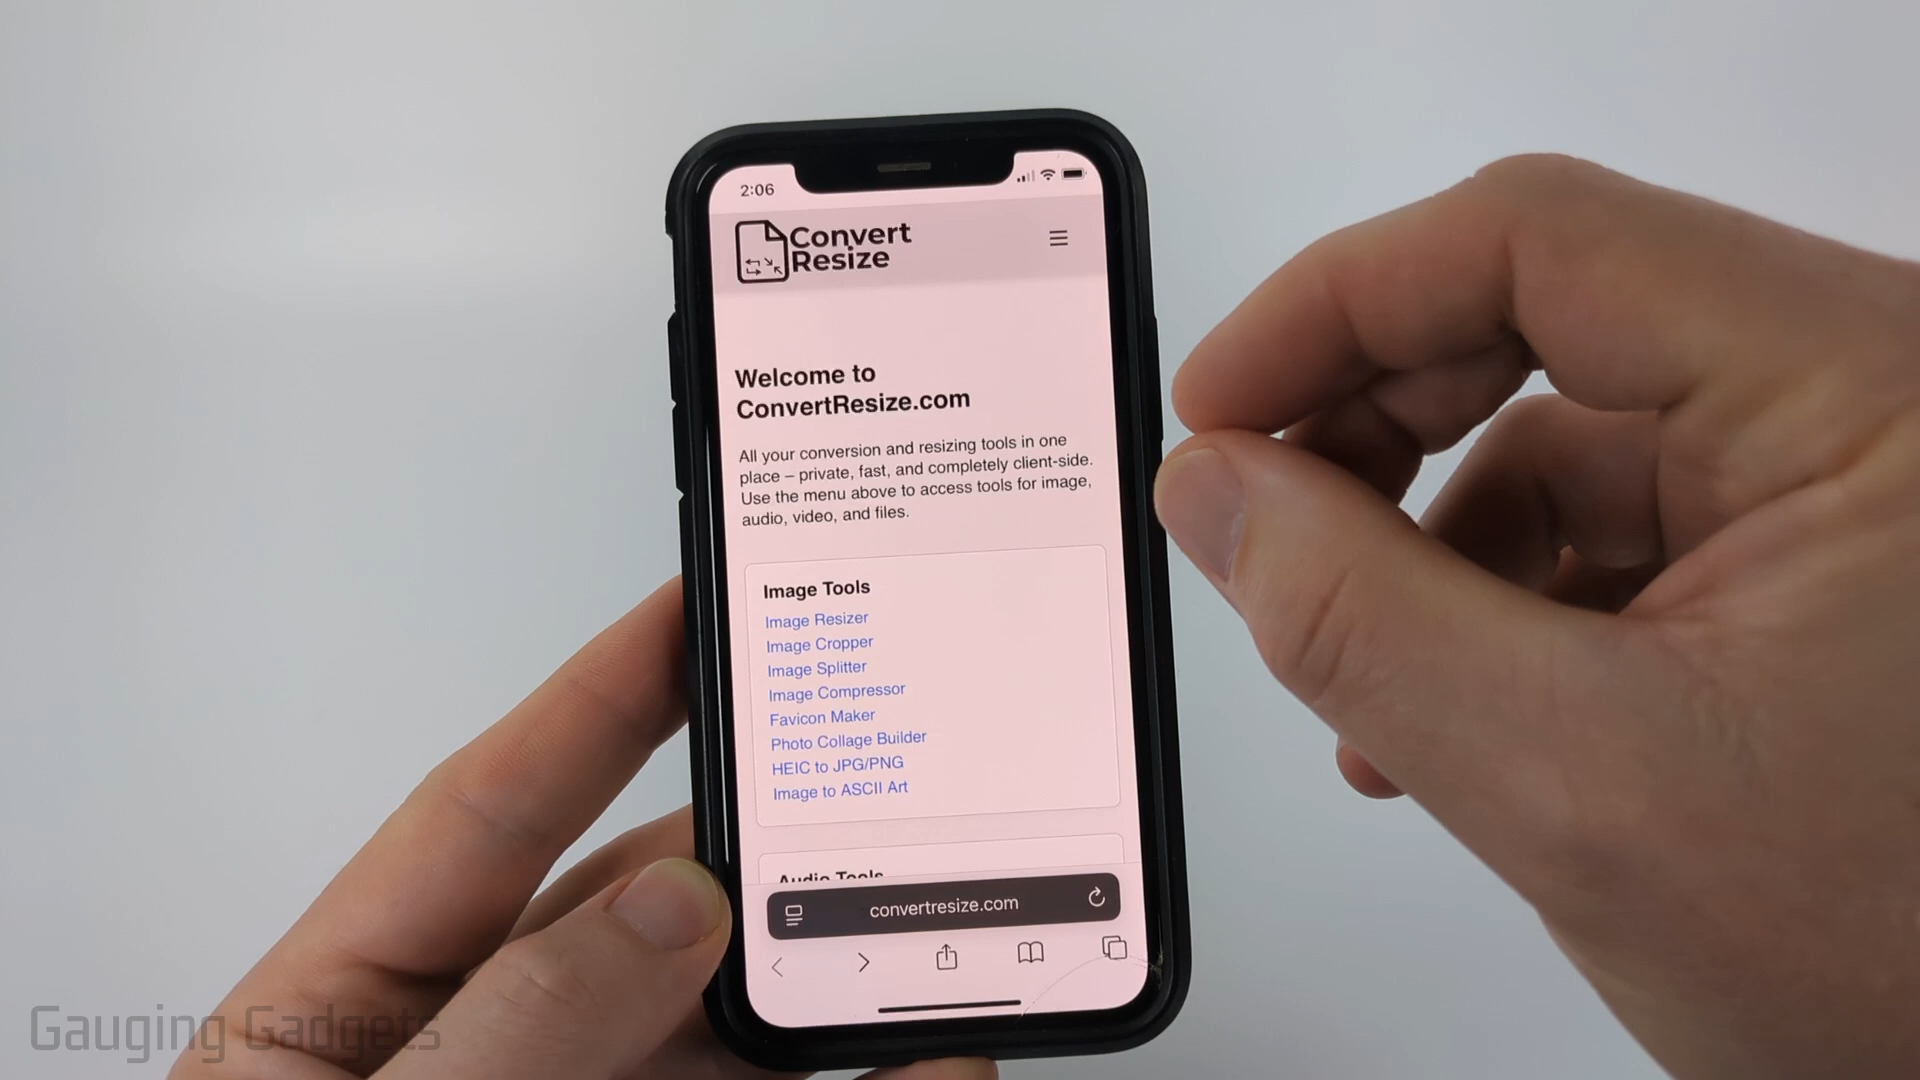 2:06
Convert
Resize
Welcome to
ConvertResize.com
All your conversion and resizing tools in one
place – private, fast, and completely client-side.
Use the menu above to access tools for image,
audio, video, and files.
Image Tools
Image Resizer
Image Cropper
Image Splitter
Image Compressor
Favicon Maker
Photo Collage Builder
HEIC to JPG/PNG
Image to ASCII Art
Audio Tools
convertresize.com
Gauging Gadgets